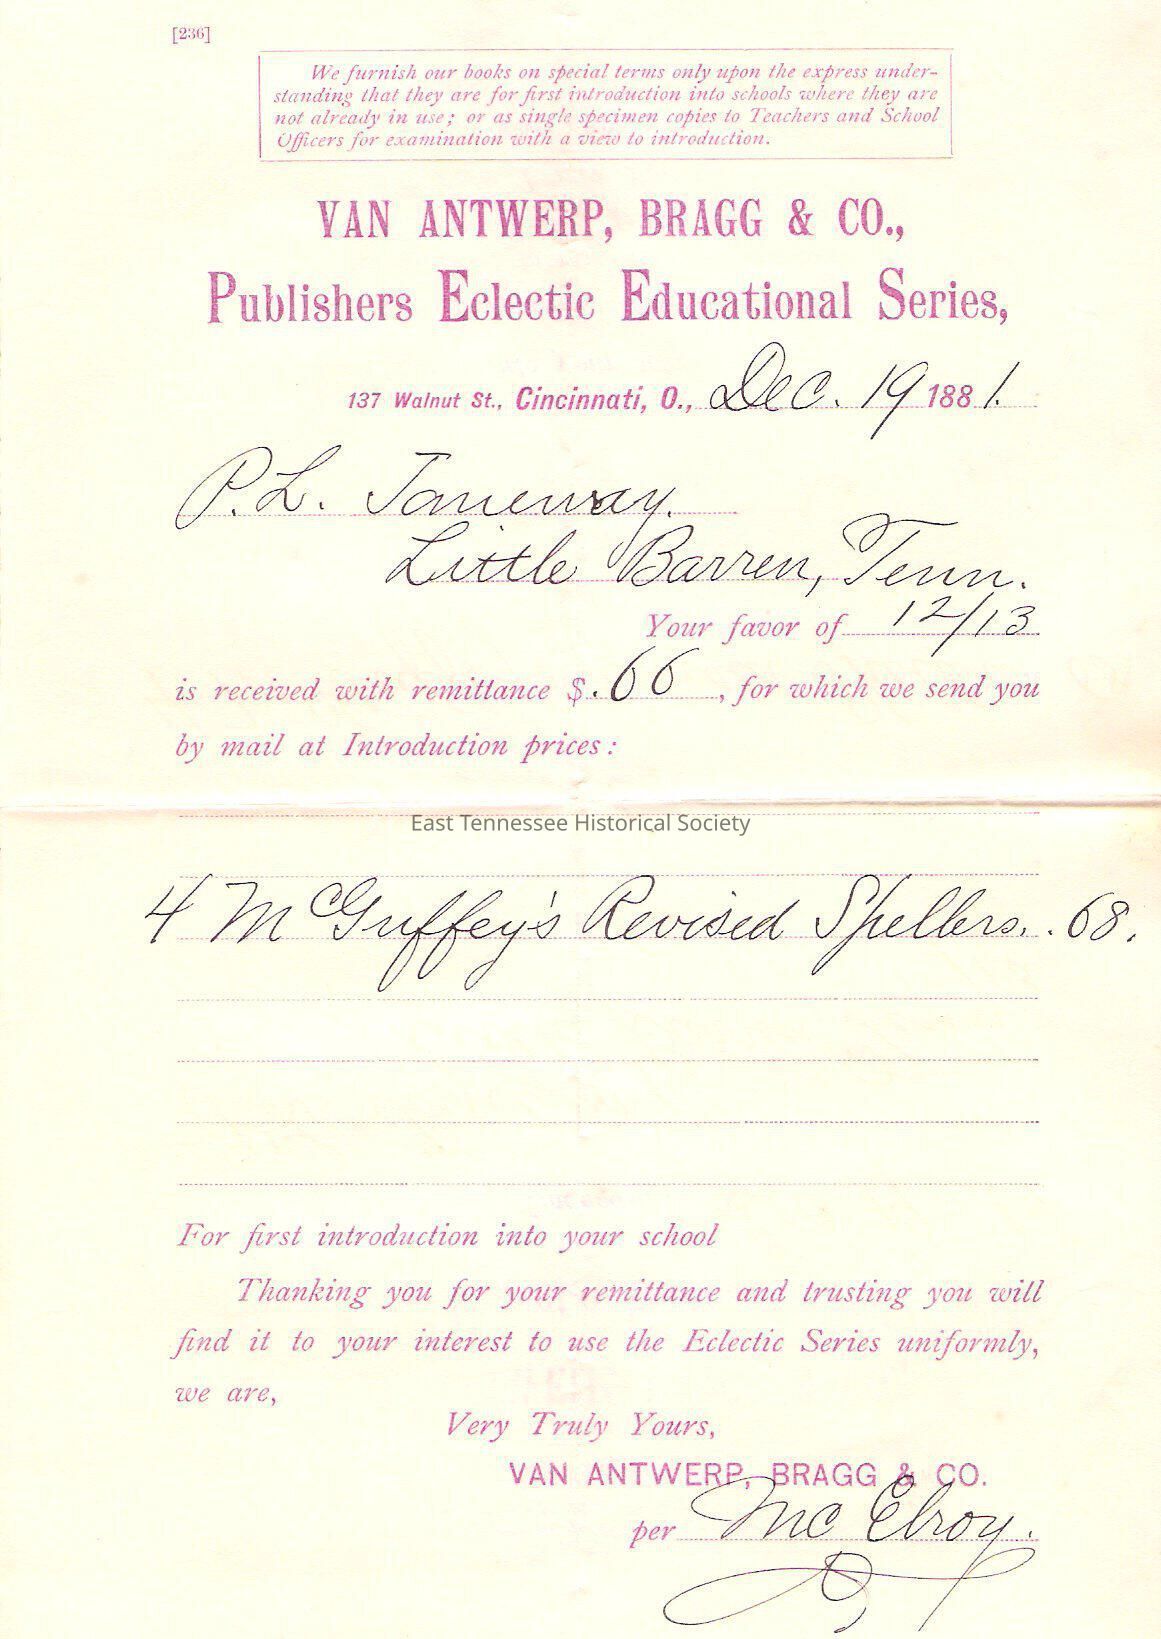 [236]
We furnish our books on special terms only upon the express under-
standing that they are for first introduction into schools where they are
not already in use; or as single specimen copies to Teachers and School
Officers for examination with a view to introduction.
VAN ANTWERP, BRAGG & CO.,
Publishers Eclectic Educational Series,
137 Walnut St., Cincinnati, O., Dec. 19 1881.
P.L. Janeway.
Little Barren, Tenn.
Your favor of 12/13
is received with remittance $.66, for which we send you
by mail at Introduction prices:
East Tennessee Historical Society
4 McGuffey's Revised Spellers. .68.
For first introduction into your school
Thanking you for your remittance and trusting you will
find it to your interest to use the Eclectic Series uniformly,
we are,
Very Truly Yours,
VAN ANTWERP, BRAGG & CO.
per McElroy.